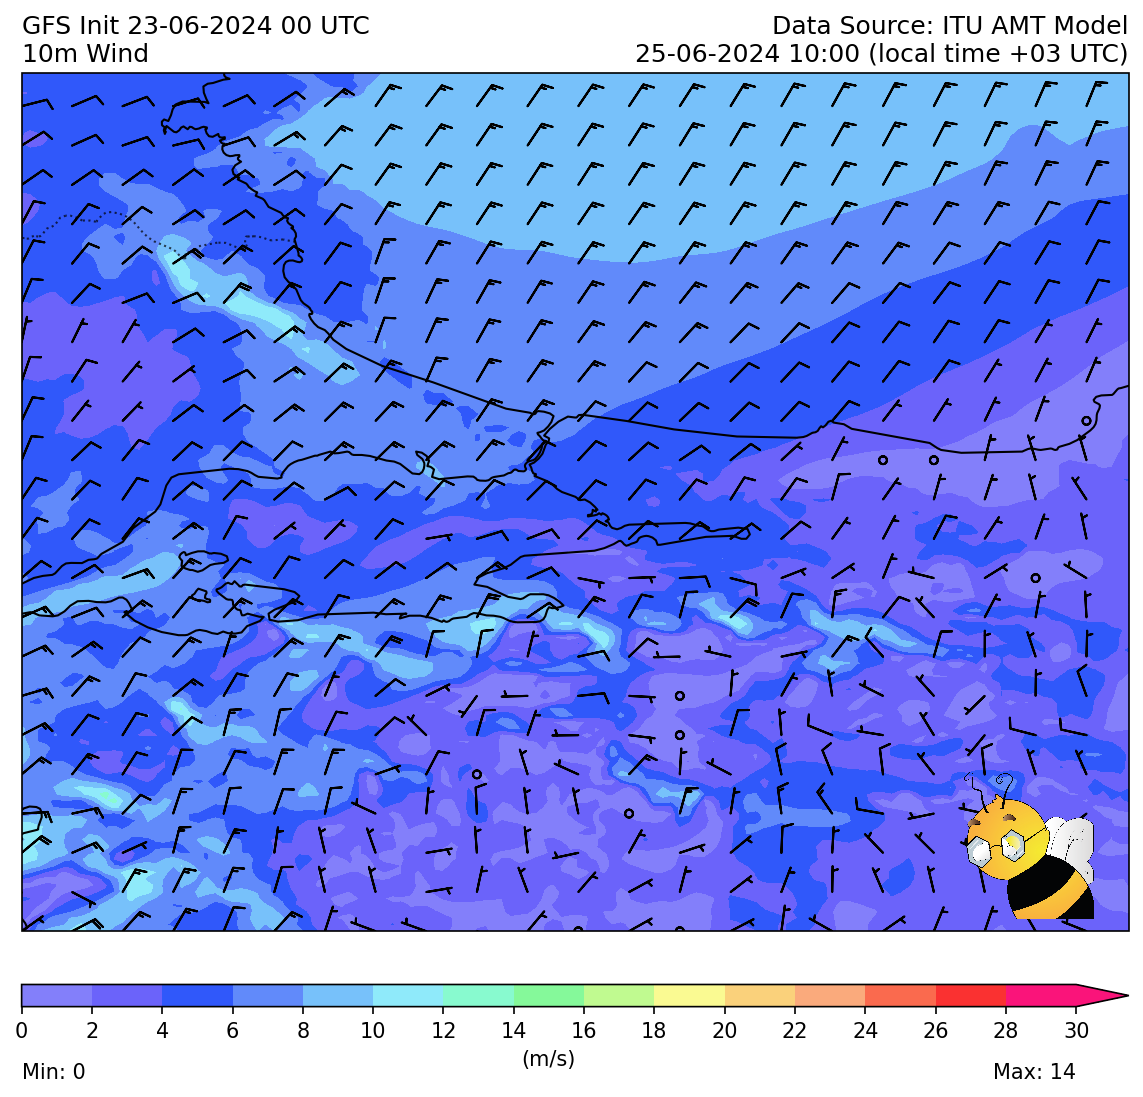 GFS Init 23-06-2024 00 UTC
Data Source: ITU AMT Model
10m Wind
25-06-2024 10:00 (local time +03 UTC)
0 2 4 6 8 10 12 14 16 18 20 22 24 26 28 30
(m/s)
Min: 0
Max: 14